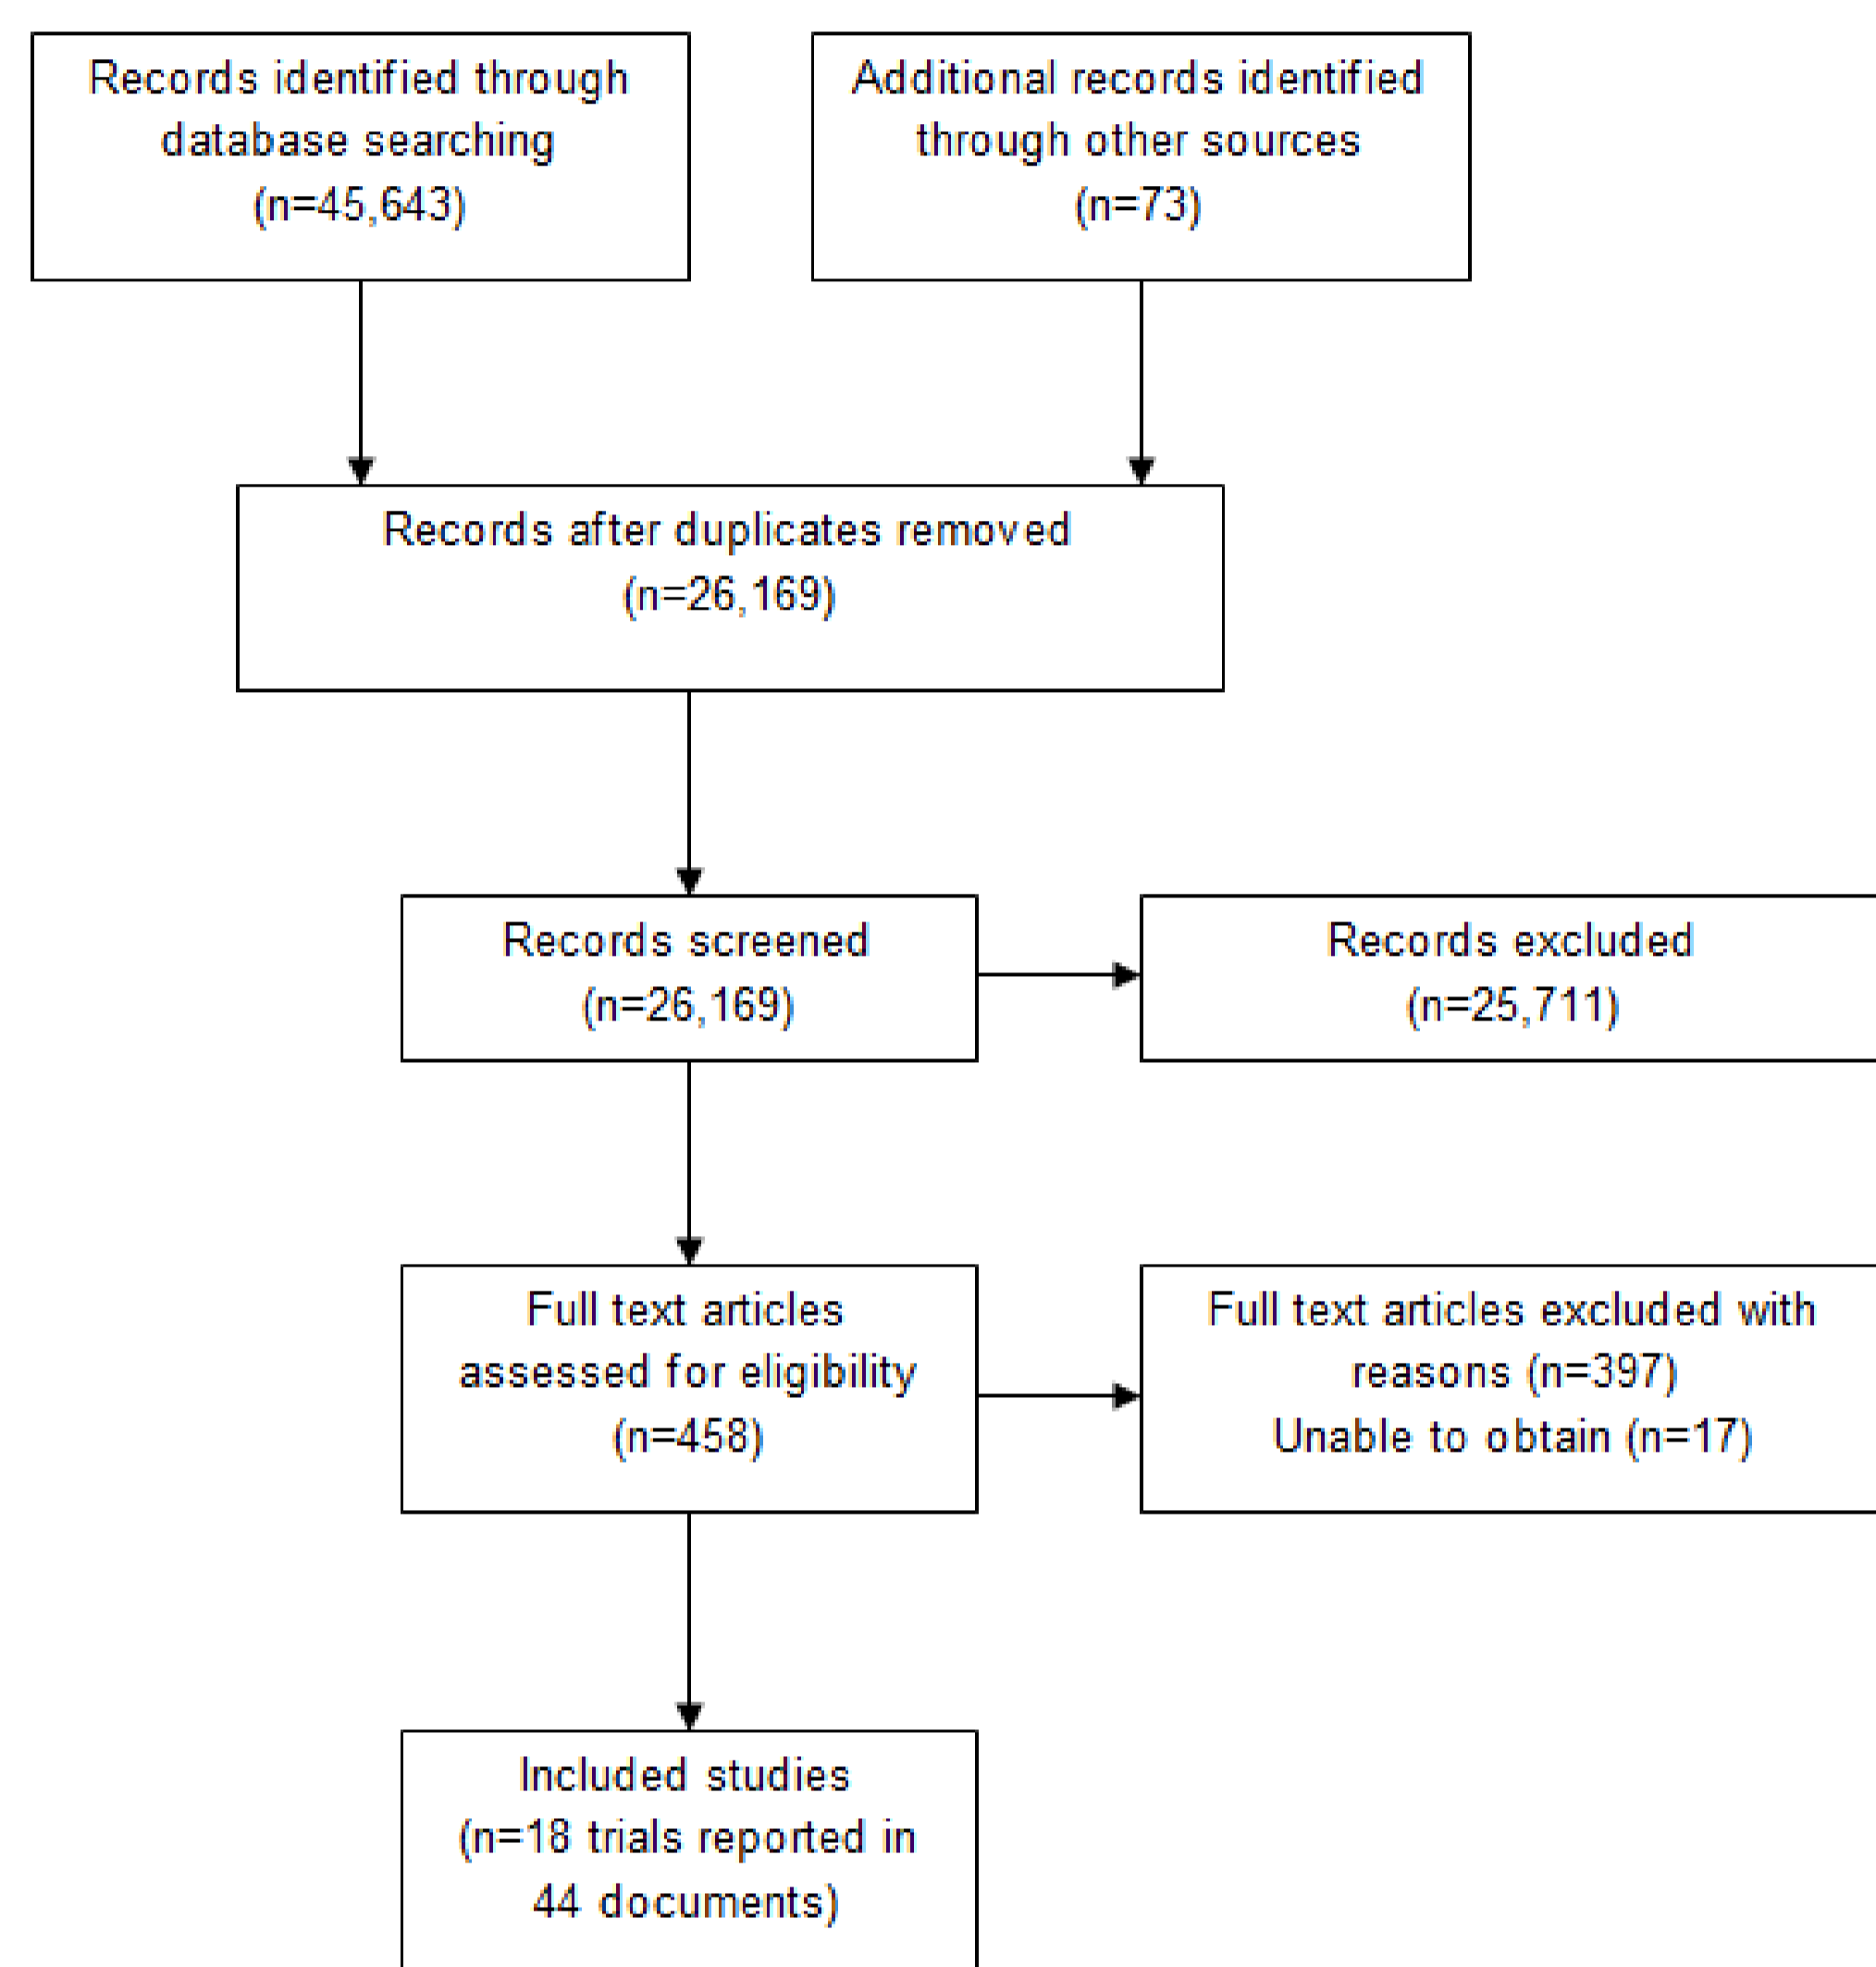 Records identified through
database searching
(n=45,643)
Additional records identified
through other sources
(n=73)
Records after duplicates removed
(n=26,169)
Records screened
(n=26,169)
Records excluded
(n=25,711)
Full text articles
assessed for eligibility
(n=458)
Full text articles excluded with
reasons (n=397)
Unable to obtain (n=17)
Included studies
(n=18 trials reported in
44 documents)